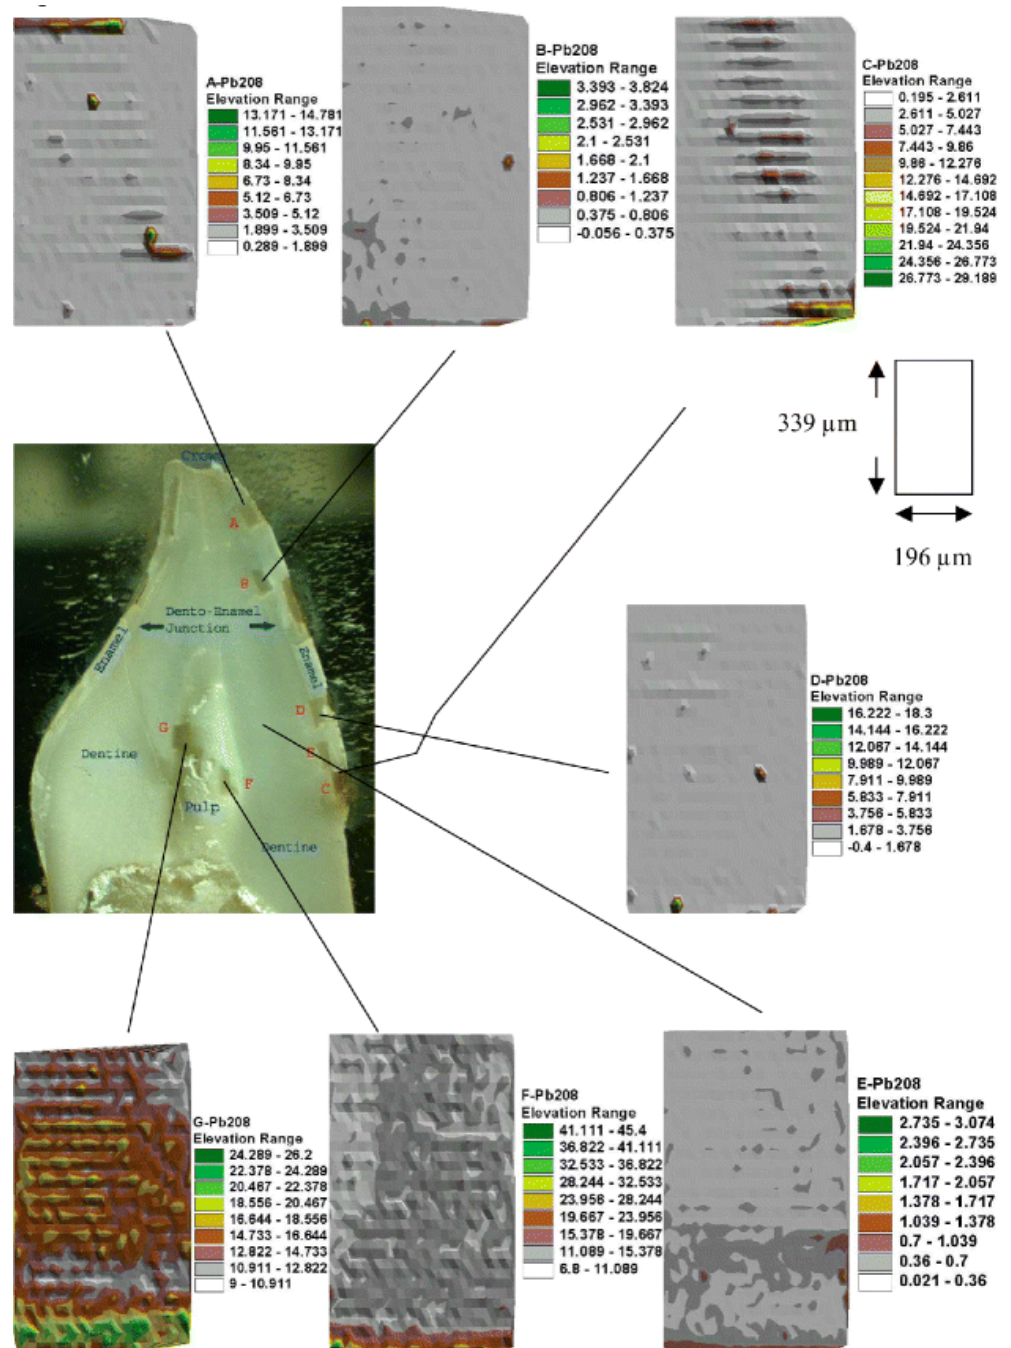 A-Pb208
Elevation Range
13.171 - 14.781
11.561 - 13.171
9.95 - 11.561
8.34 - 9.95
6.73 - 8.34
5.12 - 6.73
3.509 - 5.12
1.899 - 3.509
0.289 - 1.899
B-Pb208
Elevation Range
3.393 - 3.824
2.962 - 3.393
2.531 - 2.962
2.1 - 2.531
1.668 - 2.1
1.237 - 1.668
0.806 - 1.237
0.375 - 0.806
-0.056 - 0.375
C-Pb208
Elevation Range
0.195 - 2.611
2.611 - 5.027
5.027 - 7.443
7.443 - 9.86
9.86 - 12.276
12.276 - 14.692
14.692 - 17.108
17.108 - 19.524
19.524 - 21.94
21.94 - 24.356
24.356 - 26.773
26.773 - 29.189
339 µm
196 µm
Crown
A
B
Dento-Enamel
Junction
Enamel
Enamel
D
G
Dentine
E
F
C
Pulp
Dentine
D-Pb208
Elevation Range
16.222 - 18.3
14.144 - 16.222
12.067 - 14.144
9.989 - 12.067
7.911 - 9.989
5.833 - 7.911
3.756 - 5.833
1.678 - 3.756
-0.4 - 1.678
G-Pb208
Elevation Range
24.289 - 26.2
22.378 - 24.289
20.467 - 22.378
18.556 - 20.467
16.644 - 18.556
14.733 - 16.644
12.822 - 14.733
10.911 - 12.822
9 - 10.911
F-Pb208
Elevation Range
41.111 - 45.4
36.822 - 41.111
32.533 - 36.822
28.244 - 32.533
23.956 - 28.244
19.667 - 23.956
15.378 - 19.667
11.089 - 15.378
6.8 - 11.089
E-Pb208
Elevation Range
2.735 - 3.074
2.396 - 2.735
2.057 - 2.396
1.717 - 2.057
1.378 - 1.717
1.039 - 1.378
0.7 - 1.039
0.36 - 0.7
0.021 - 0.36